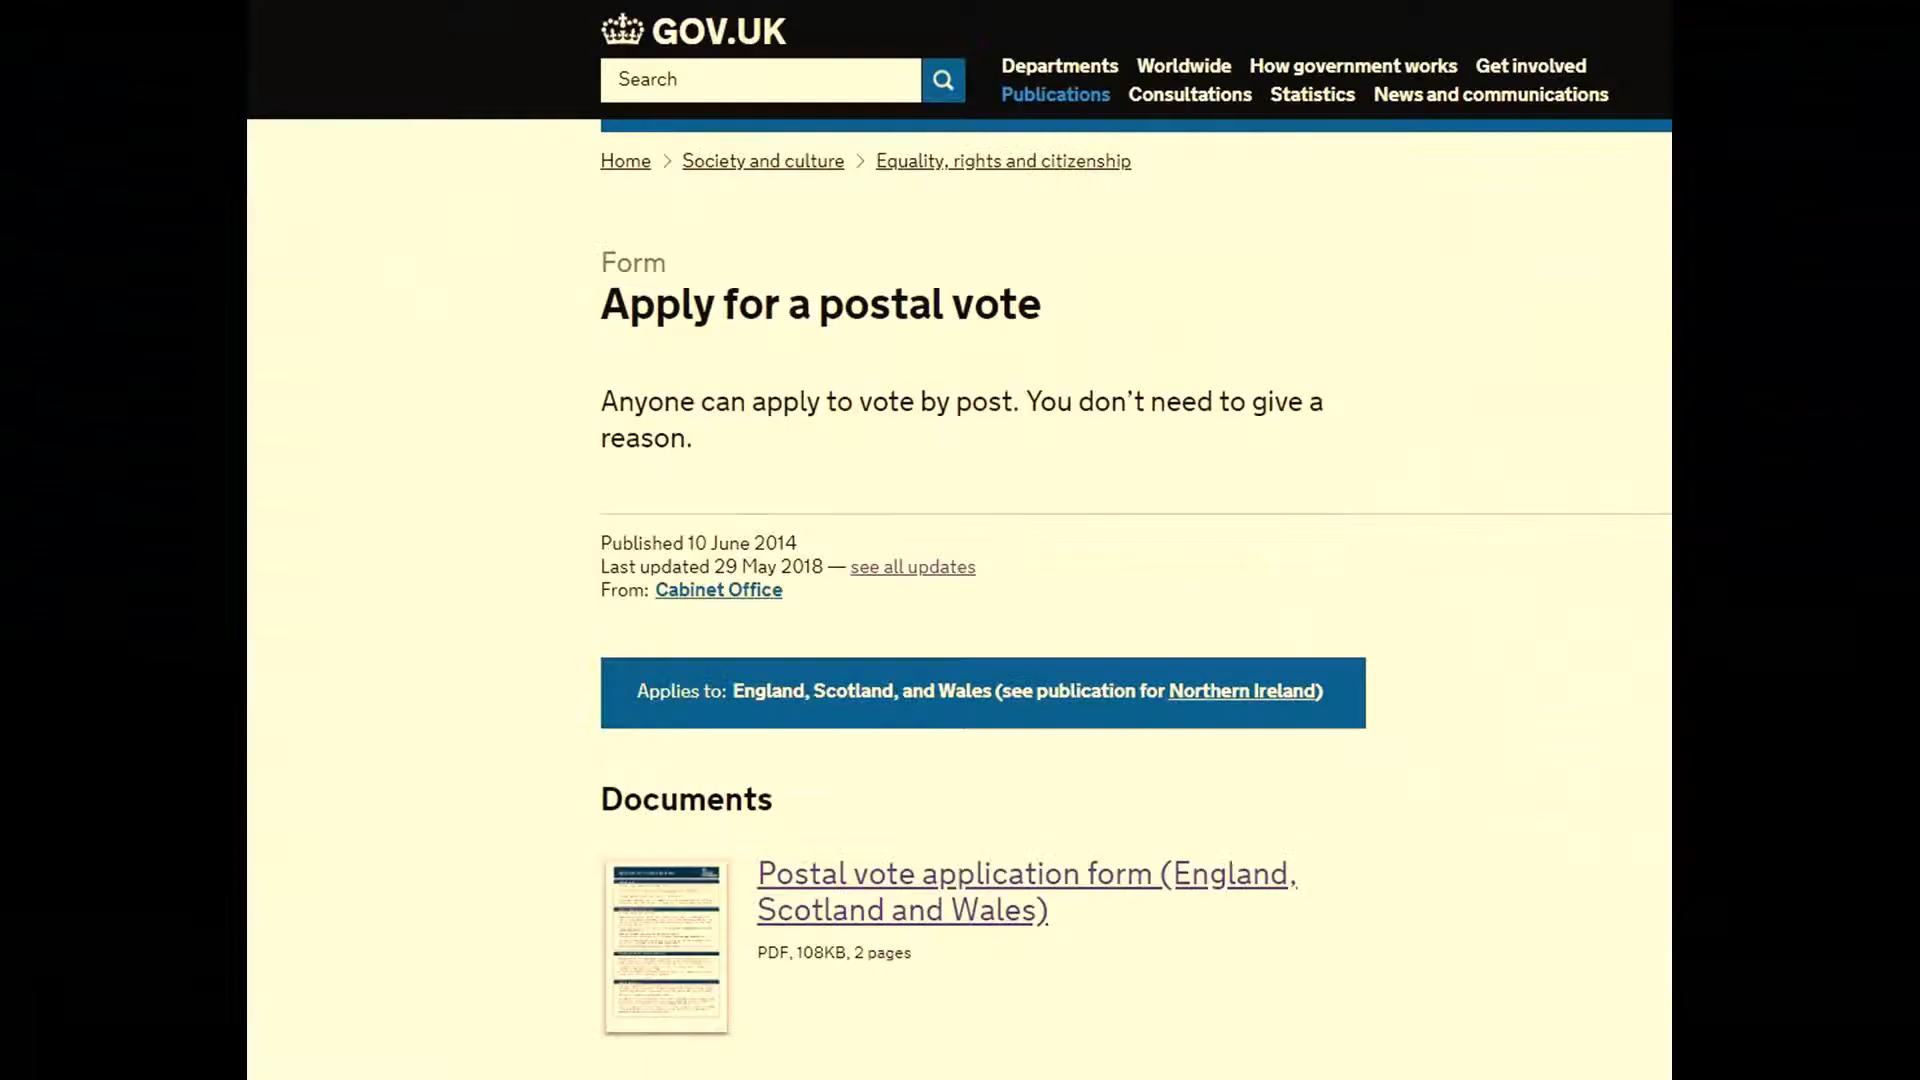 GOV.UK
Search
Departments Worldwide How government works Get involved
Publications Consultations Statistics News and communications
Home > Society and culture > Equality, rights and citizenship
Form
Apply for a postal vote
Anyone can apply to vote by post. You don’t need to give a
reason.
Published 10 June 2014
Last updated 29 May 2018 — see all updates
From: Cabinet Office
Applies to: England, Scotland, and Wales (see publication for Northern Ireland)
Documents
Postal vote application form (England,
Scotland and Wales)
PDF, 108KB, 2 pages